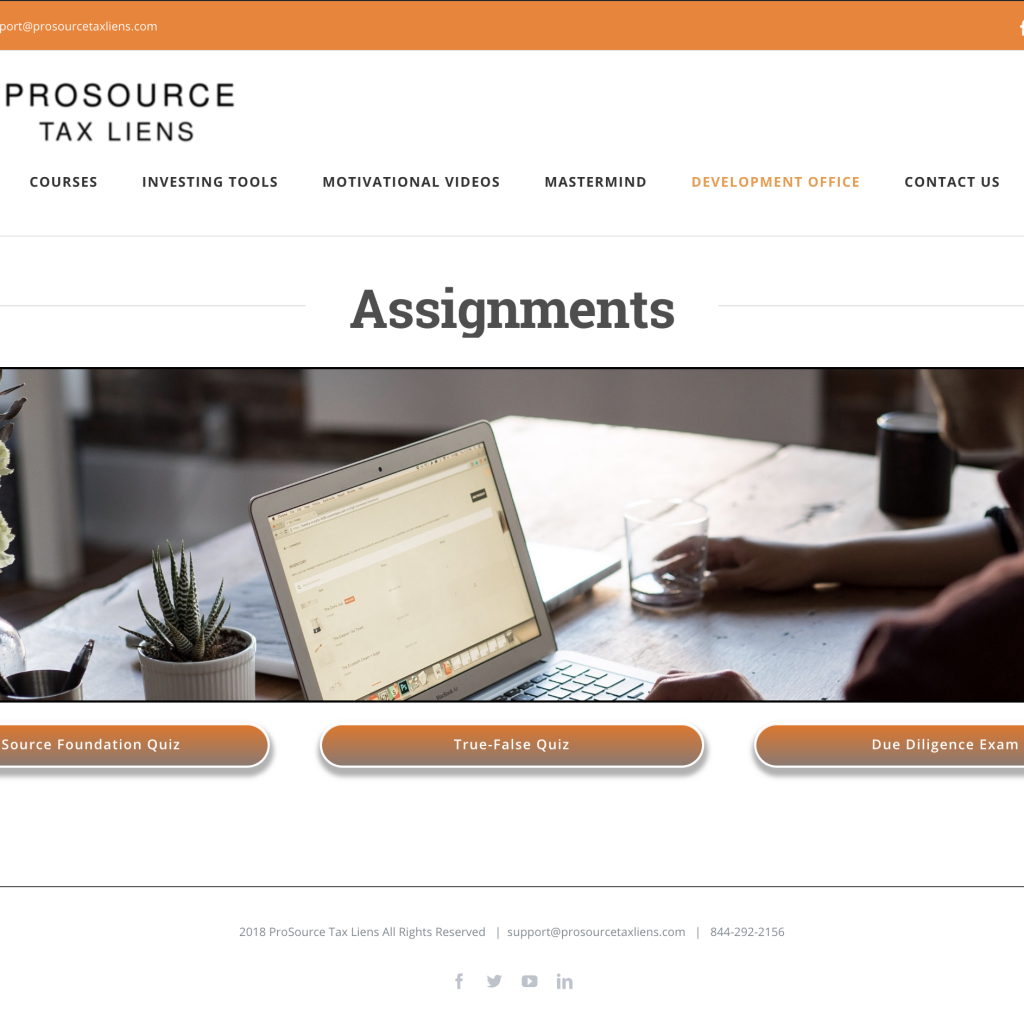 port@prosourcetaxliens.com
PROSOURCE
TAX LIENS
COURSES INVESTING TOOLS MOTIVATIONAL VIDEOS MASTERMIND DEVELOPMENT OFFICE CONTACT US
Assignments
Source Foundation Quiz True-False Quiz Due Diligence Exam
2018 ProSource Tax Liens All Rights Reserved | support@prosourcetaxliens.com | 844-292-2156